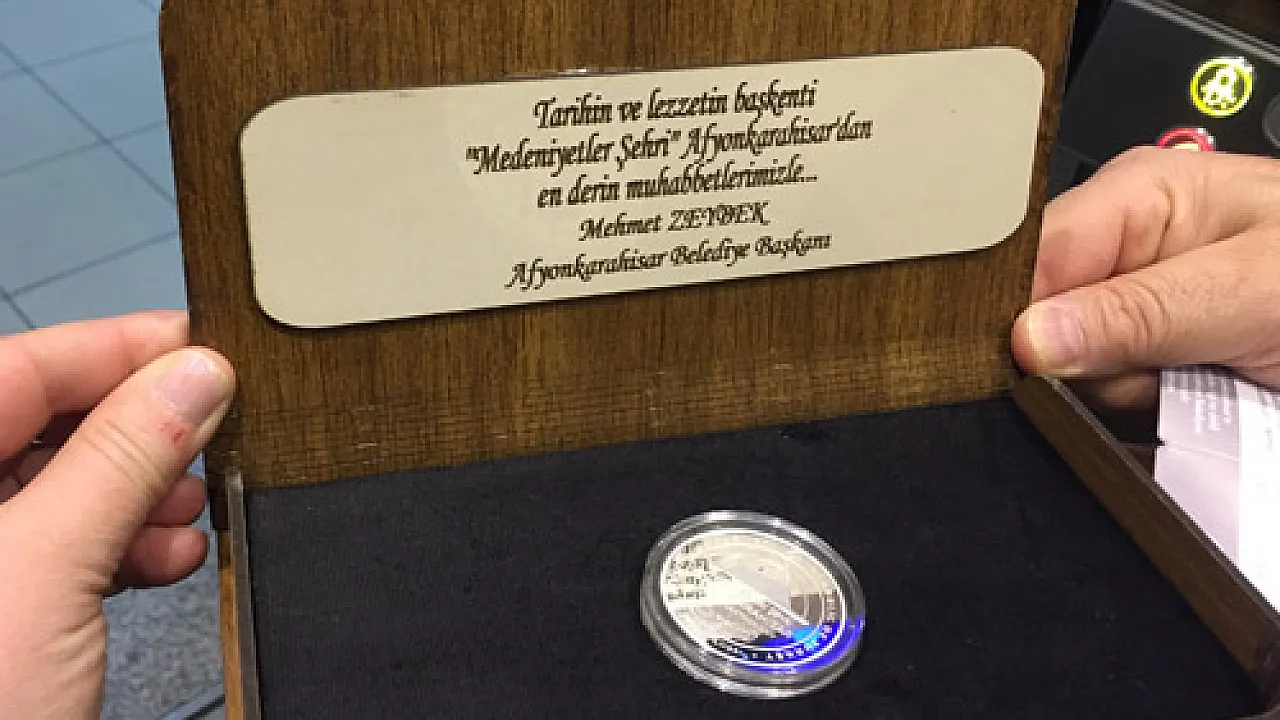 Tarihin ve lezzetin başkenti
"Medeniyetler Şehri" Afyonkarahisar'dan
en derin muhabbetlerimizle...
Mehmet ZEYBEK
Afyonkarahisar Belediye Başkanı